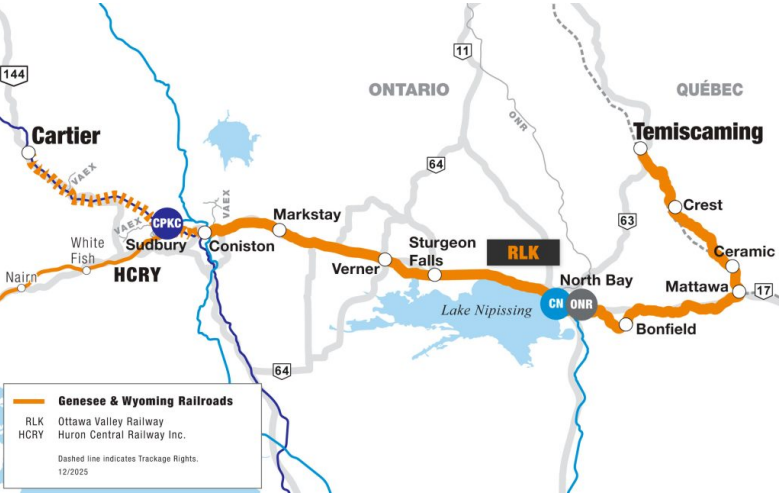 11
ONTARIO
QUÉBEC
144
Cartier
ONR
Temiscaming
64
VAEX
VAEX
Crest
Markstay
63
CPKC
VAEX
Sudbury
Coniston
White
Fish
HCRY
Nairn
Verner
Sturgeon
Falls
RLK
Ceramic
North Bay
Mattawa
17
CN
ONR
Lake Nipissing
Bonfield
64
Genesee & Wyoming Railroads
RLK Ottawa Valley Railway
HCRY Huron Central Railway Inc.
Dashed line indicates Trackage Rights.
12/2025